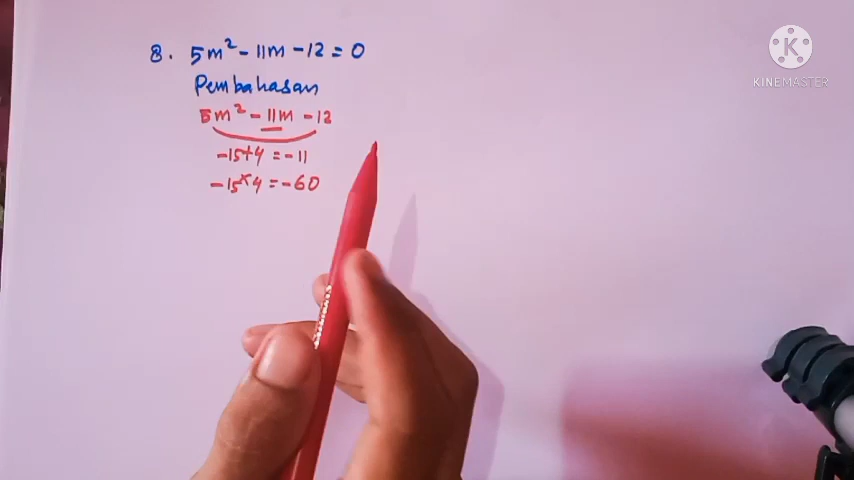 8. 5m² - 11m - 12 = 0
Pembahasan
5m² - 11m - 12
-15+4 = -11
-15×4 = -60
K
KINEMASTER